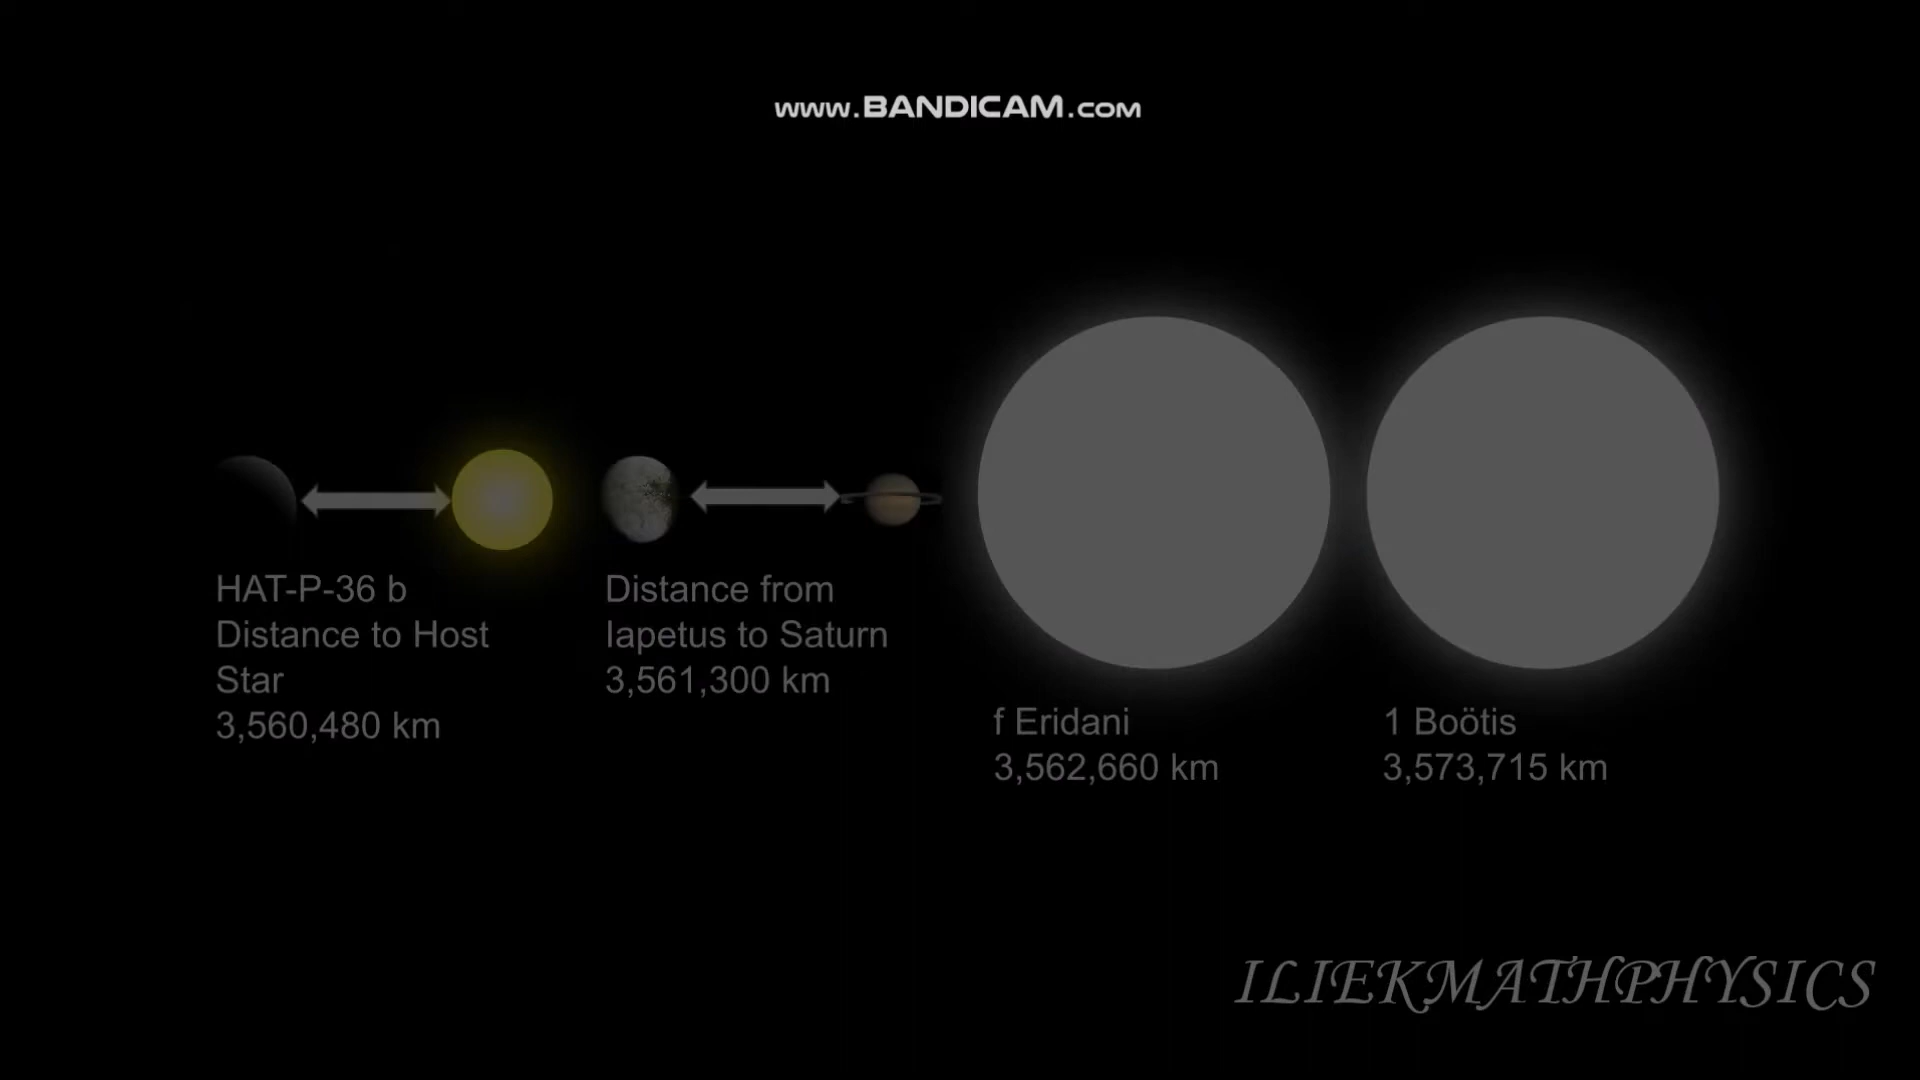 www.BANDICAM.com
HAT-P-36 b
Distance to Host
Star
3,560,480 km
Distance from
Iapetus to Saturn
3,561,300 km
f Eridani
3,562,660 km
1 Boötis
3,573,715 km
ILIEKMATHPHYSICS